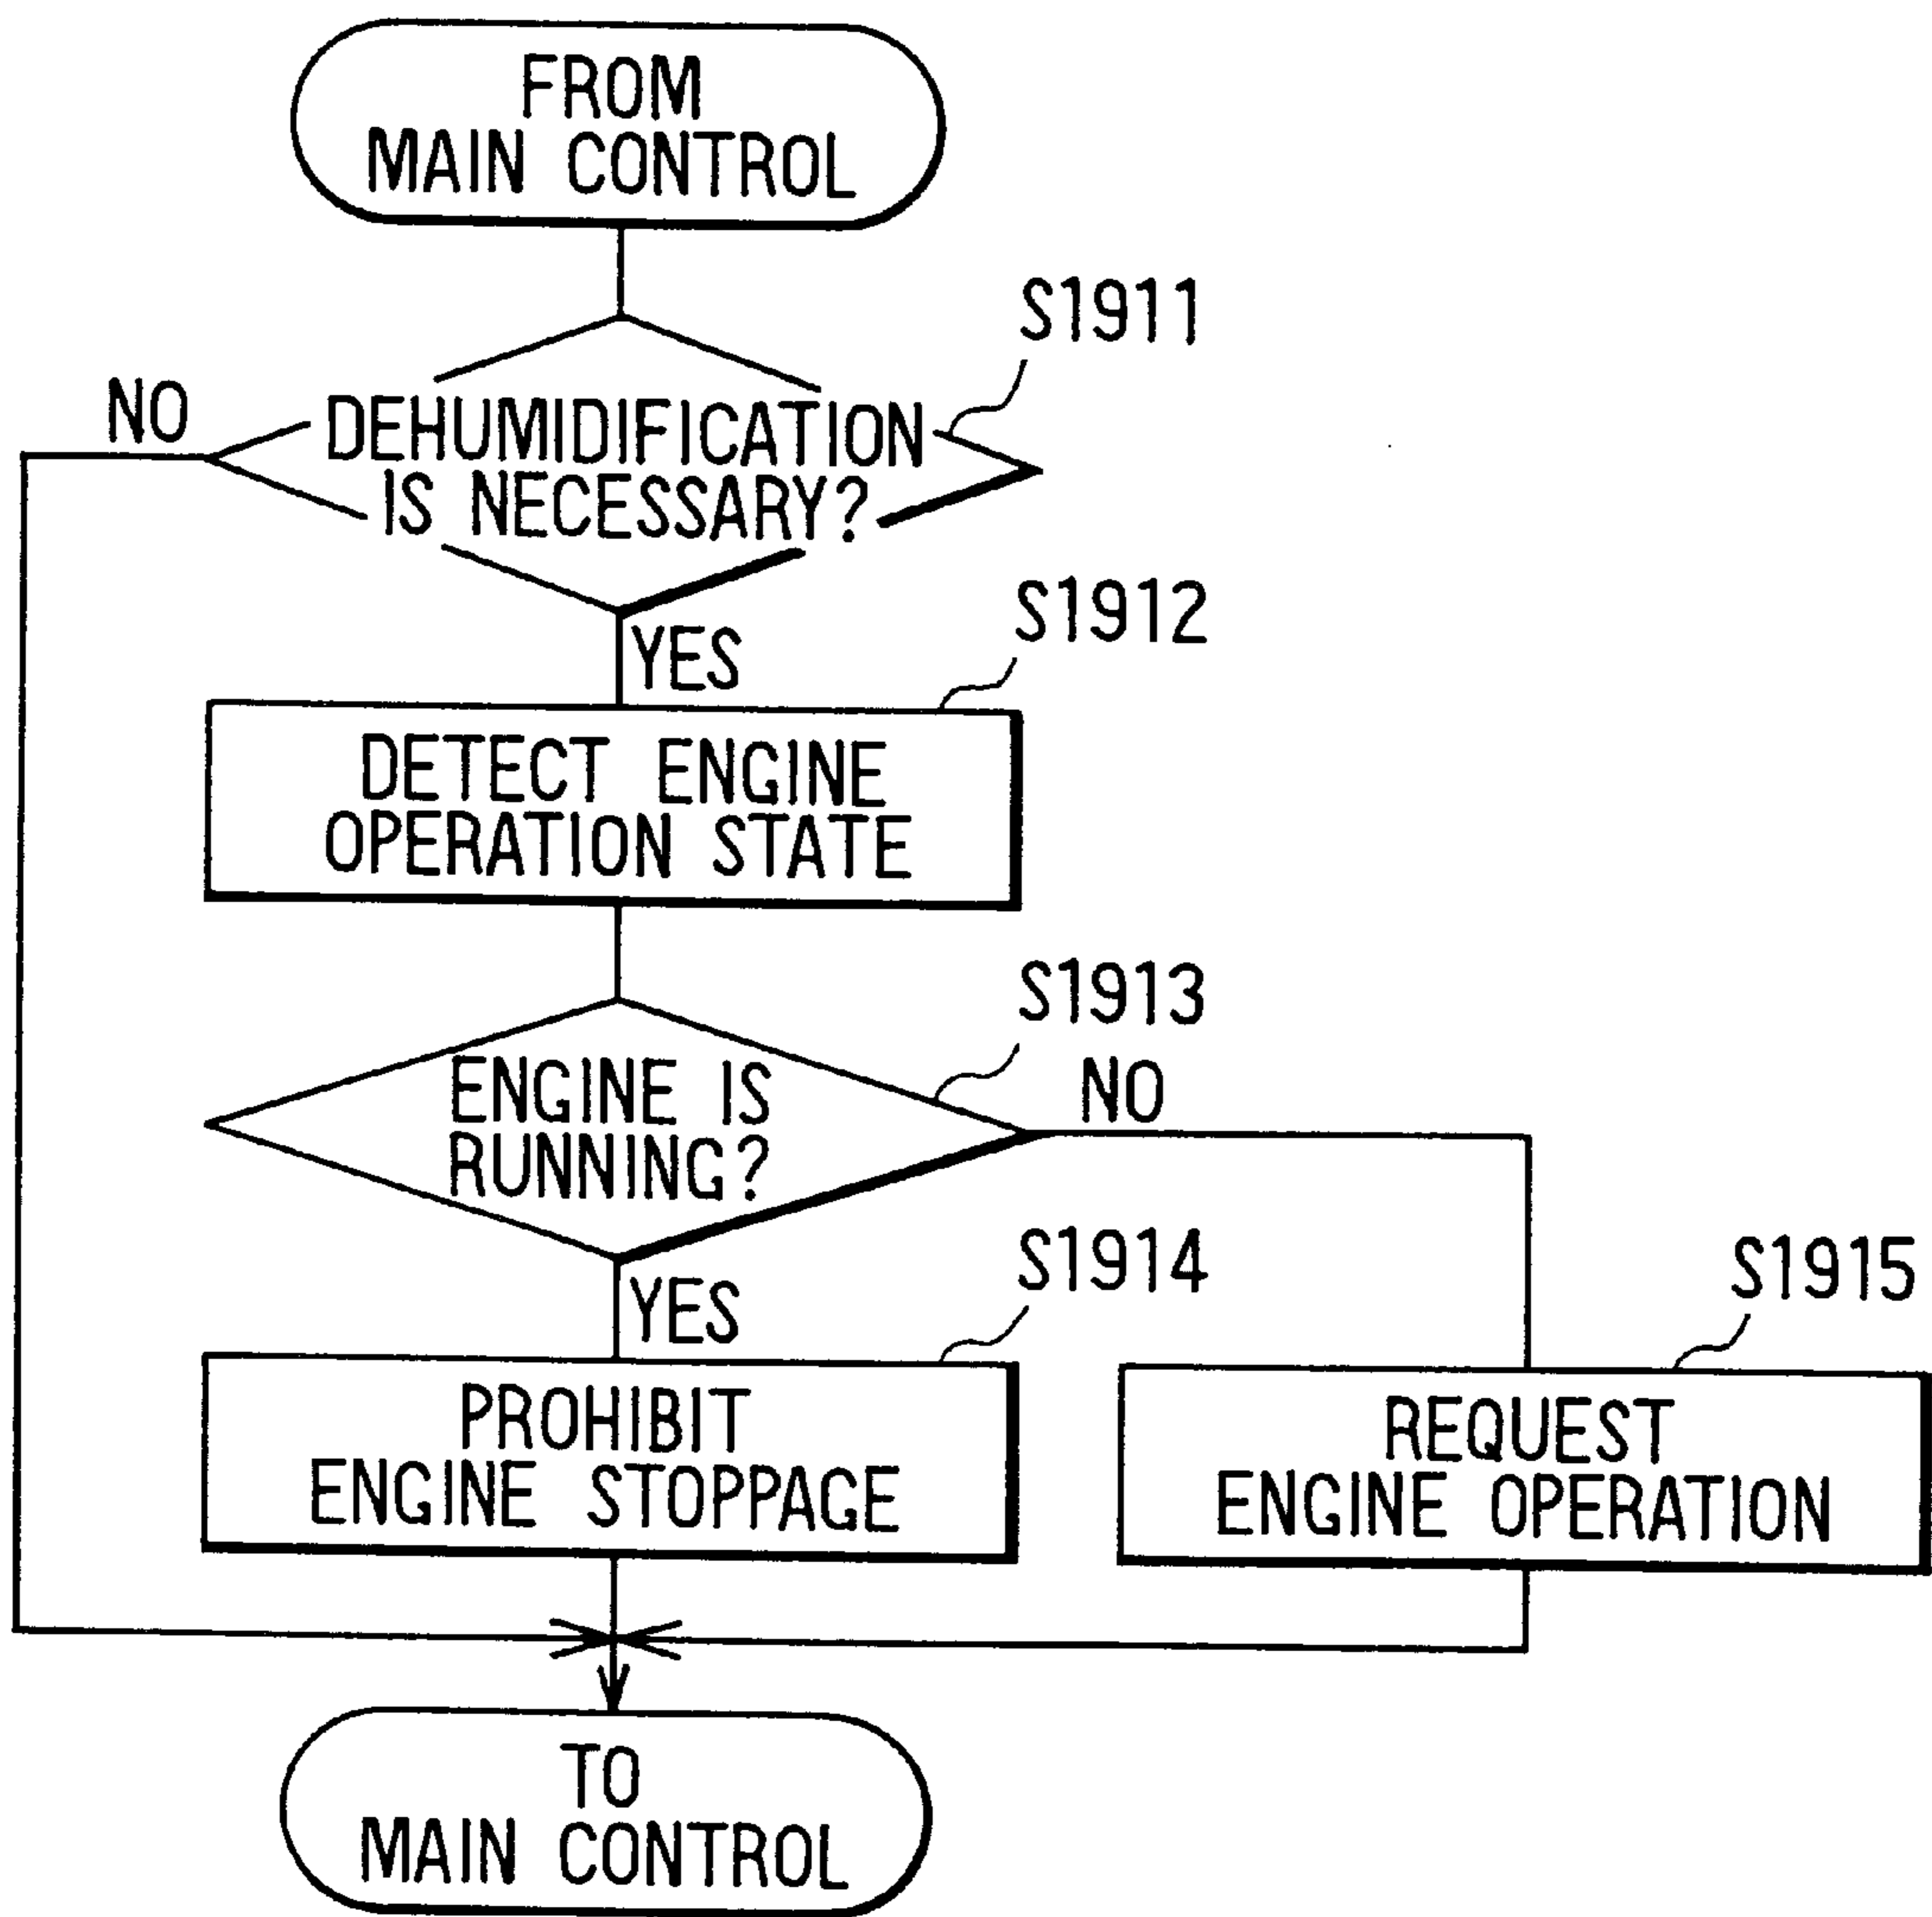 FROM
MAIN CONTROL
S1911
NO
DEHUMIDIFICATION
IS NECESSARY?
S1912
YES
DETECT ENGINE
OPERATION STATE
S1913
ENGINE IS
RUNNING?
NO
S1914
YES
S1915
PROHIBIT
ENGINE STOPPAGE
REQUEST
ENGINE OPERATION
TO
MAIN CONTROL